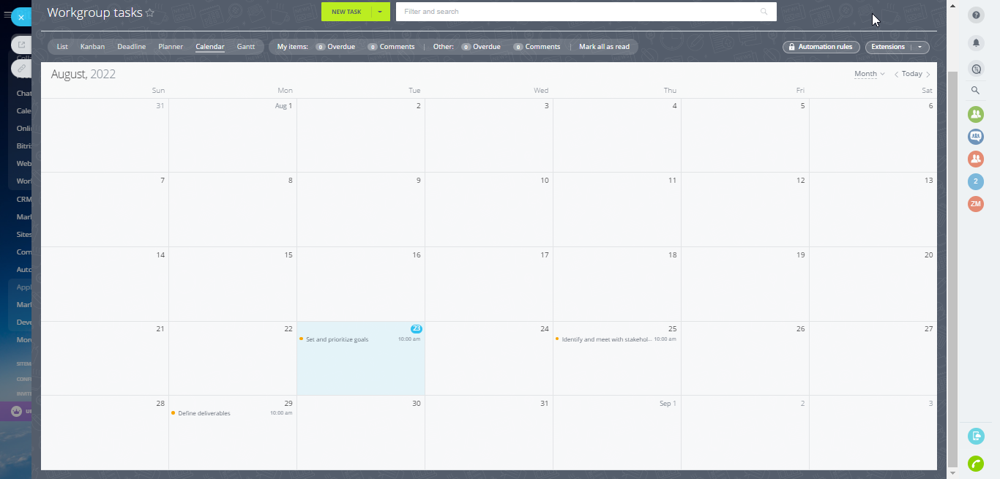 Workgroup tasks
NEW TASK
Filter and search
List Kanban Deadline Planner Calendar Gantt
My items: 0 Overdue 0 Comments
Other: 0 Overdue 0 Comments
Mark all as read
Automation rules
Extensions
August, 2022
Month
Today
Sun Mon Tue Wed Thu Fri Sat
31 Aug 1 2 3 4 5 6
7 8 9 10 11 12 13
14 15 16 17 18 19 20
21 22 23 24 25 26 27
Set and prioritize goals 10:00 am
Identify and meet with stakehol... 10:00 am
28 29 30 31 Sep 1 2 3
Define deliverables 10:00 am
Chat
Cale
Onlin
Bitri
Web
Wor
CRM
Mark
Sites
Com
Auto
Appl
Mark
Deve
Mor
SITEM
CONFI
INVIT
2
ZM